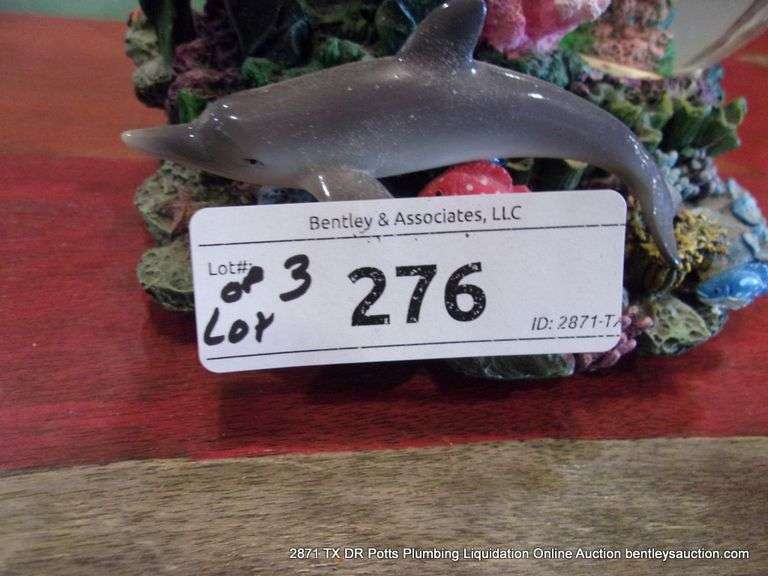 Bentley & Associates, LLC
Lot#:
276
OF 3
LOT
ID: 2871-TX
2871 TX DR Potts Plumbing Liquidation Online Auction bentleysauction.com